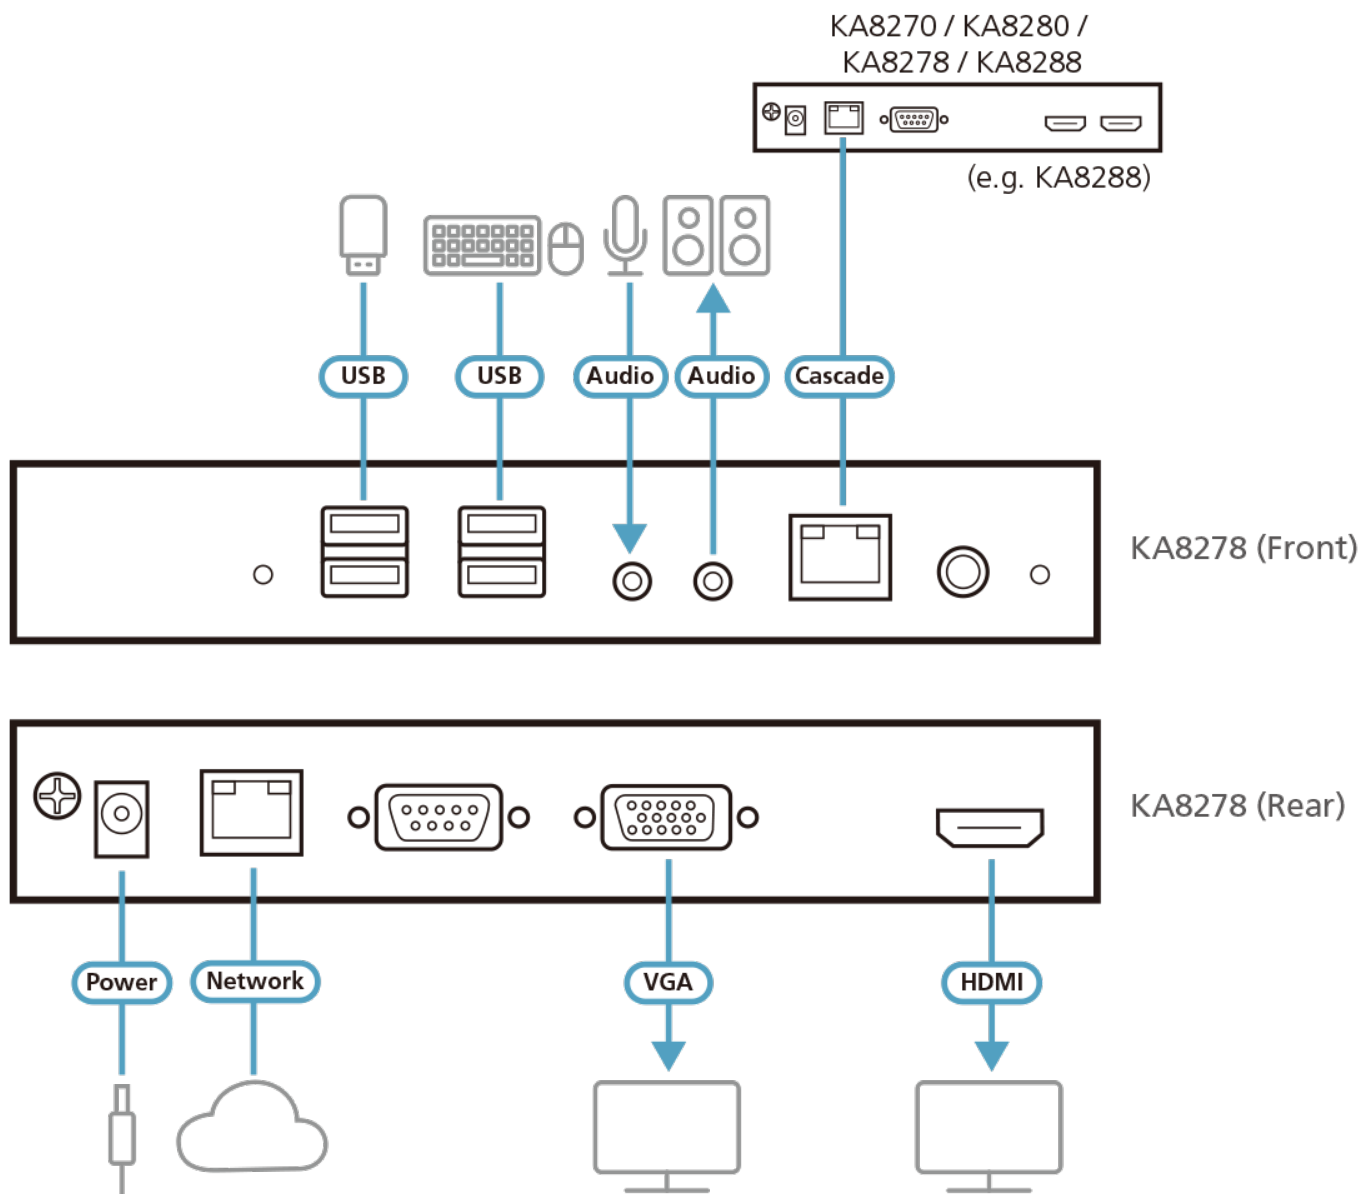 KA8270 / KA8280 /
KA8278 / KA8288
(e.g. KA8288)
USB
USB
Audio
Audio
Cascade
KA8278 (Front)
KA8278 (Rear)
Power
Network
VGA
HDMI